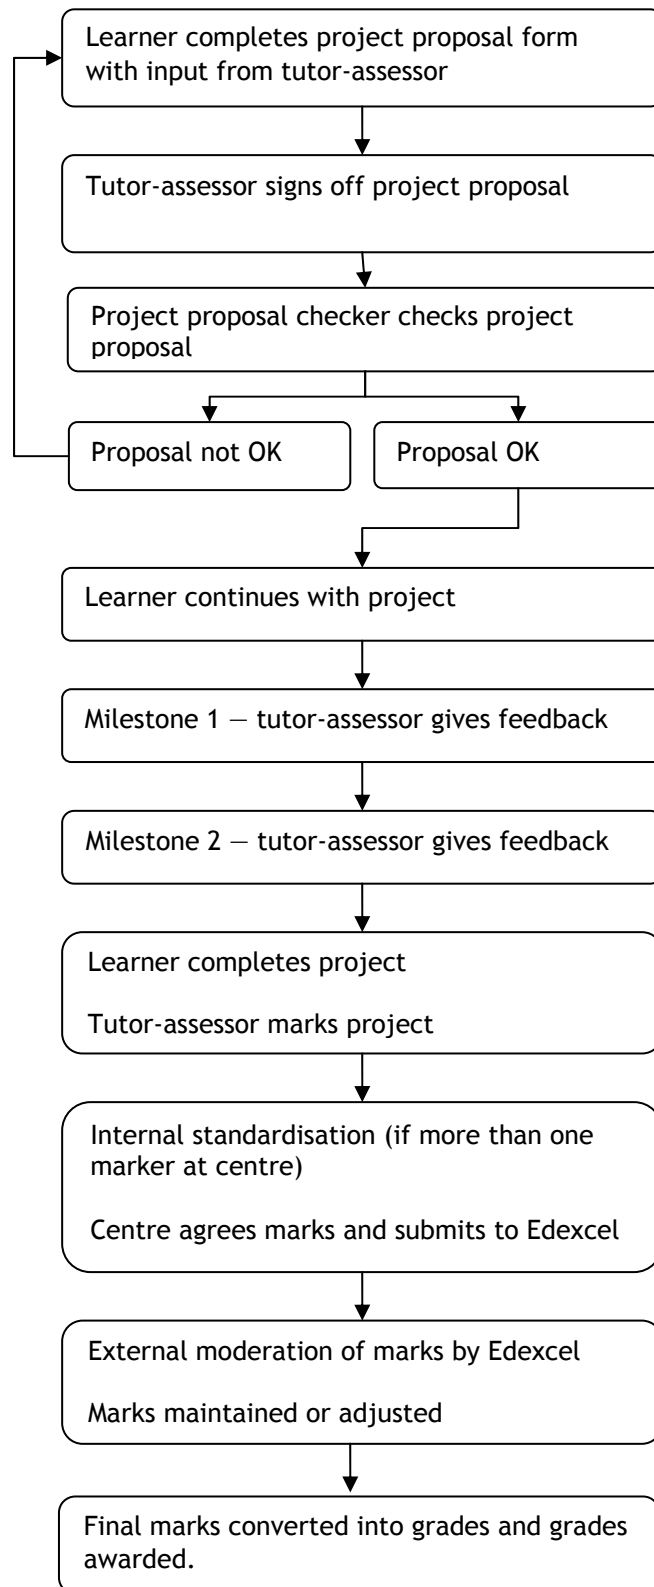 Learner completes project proposal form
with input from tutor-assessor
Tutor-assessor signs off project proposal
Project proposal checker checks project
proposal
Proposal not OK
Proposal OK
Learner continues with project
Milestone 1 — tutor-assessor gives feedback
Milestone 2 — tutor-assessor gives feedback
Learner completes project
Tutor-assessor marks project
Internal standardisation (if more than one
marker at centre)
Centre agrees marks and submits to Edexcel
External moderation of marks by Edexcel
Marks maintained or adjusted
Final marks converted into grades and grades
awarded.